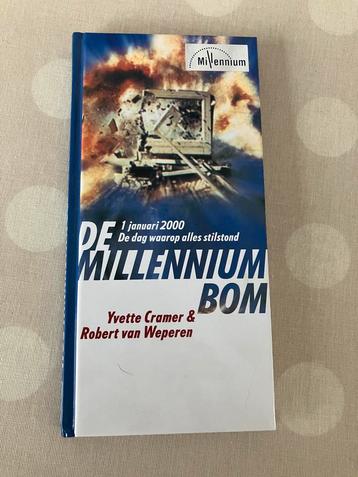 Millennium
1 januari 2000
De dag waarop alles stilstond
DE
MILLENNIUM
BOM
Yvette Cramer &
Robert van Weperen